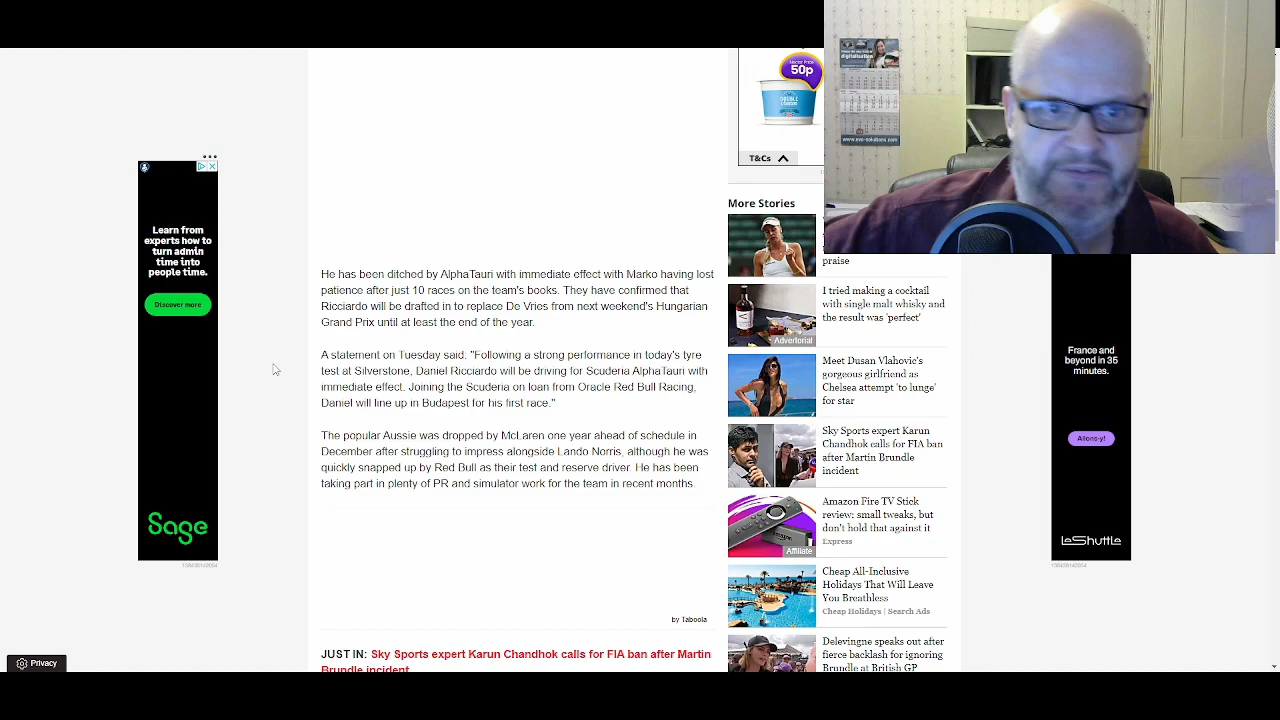 Learn from
experts how to
turn admin
time into
people time.
Discover more
Sage
He has been ditched by AlphaTauri with immediate effect with Marko having lost
patience after just 10 races on the team's books. They have confirmed that
Ricciardo will be drafted in to replace De Vries from next weekend's Hungarian
Grand Prix until at least the end of the year.
A statement on Tuesday said: "Following a strong performance in today's tyre
test at Silverstone, Daniel Ricciardo will be driving for Scuderia AlphaTauri with
immediate effect. Joining the Scuderia on loan from Oracle Red Bull Racing,
Daniel will line up in Budapest for his first race."
The popular Aussie was dropped by McLaren one year ahead of schedule in
December after struggling to impress alongside Lando Norris, although he was
quickly snapped up by Red Bull as their test and reserve driver. He has been
taking part in plenty of PR and simulator work for the team in recent months.
by Taboola
JUST IN: Sky Sports expert Karun Chandhok calls for FIA ban after Martin
Brundle incident
Privacy
50p
DOUBLE
T&Cs
More Stories
praise
I tried making a cocktail
with single malt whisky and
the result was 'perfect'
Advertorial
Meet Dusan Vlahovic's
gorgeous girlfriend as
Chelsea attempt 'to lunge'
for star
Sky Sports expert Karun
Chandhok calls for FIA ban
after Martin Brundle
incident
Amazon Fire TV Stick
review: small tweaks, but
don't hold that against it
Express
Affiliate
Cheap All-Inclusive
Holidays That Will Leave
You Breathless
Cheap Holidays | Search Ads
Delevingne speaks out after
fierce backlash for ignoring
Brundle at British GP
France and
beyond in 35
minutes.
Allons-y!
LeShuttle